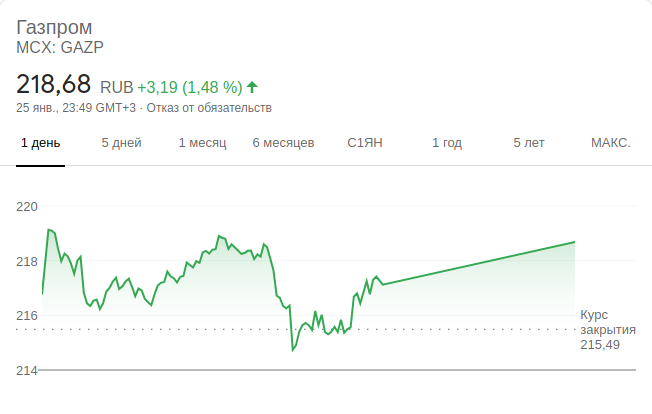 Газпром
MCX: GAZP
218,68 RUB +3,19 (1,48 %)
25 янв., 23:49 GMT+3 · Отказ от обязательств
1 день 5 дней 1 месяц 6 месяцев С1ЯН 1 год 5 лет МАКС.
220
218
216
Курс
закрытия
215,49
214